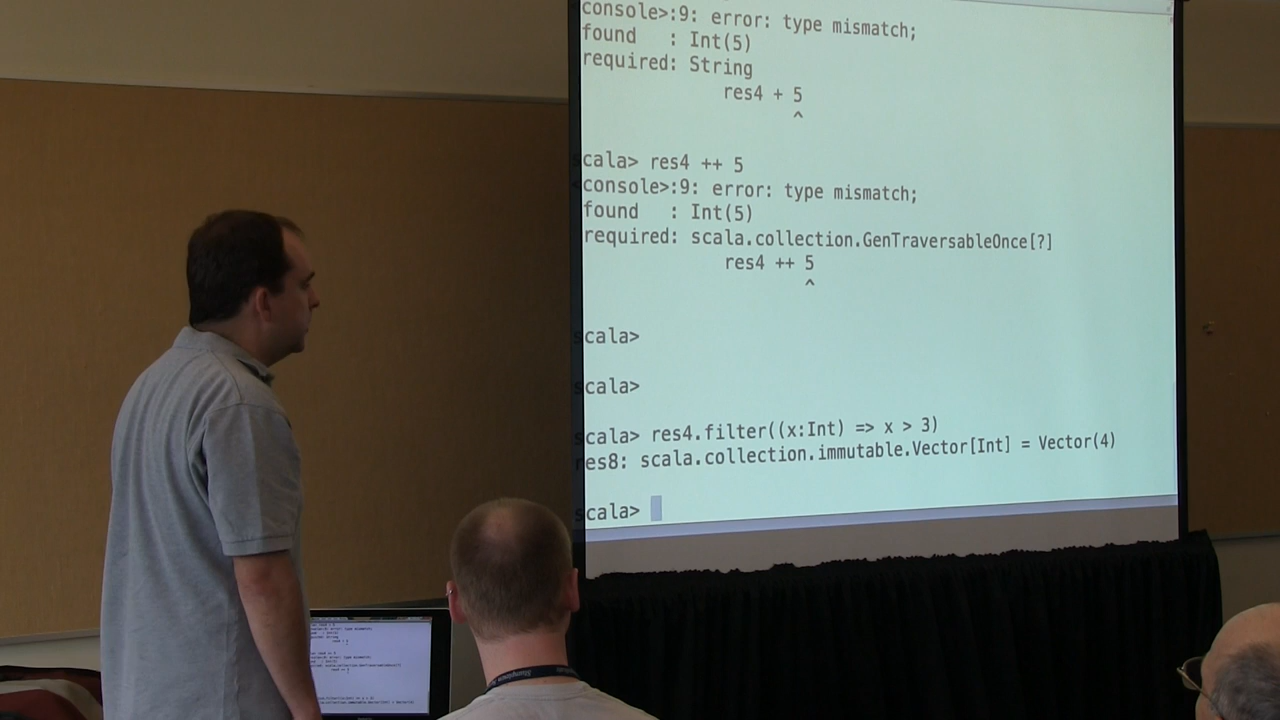 console>:9: error: type mismatch;
found   : Int(5)
required: String
res4 + 5
^
scala> res4 ++ 5
<console>:9: error: type mismatch;
found   : Int(5)
required: scala.collection.GenTraversableOnce[?]
res4 ++ 5
^
scala>
scala>
scala> res4.filter((x:Int) => x > 3)
res8: scala.collection.immutable.Vector[Int] = Vector(4)
scala>